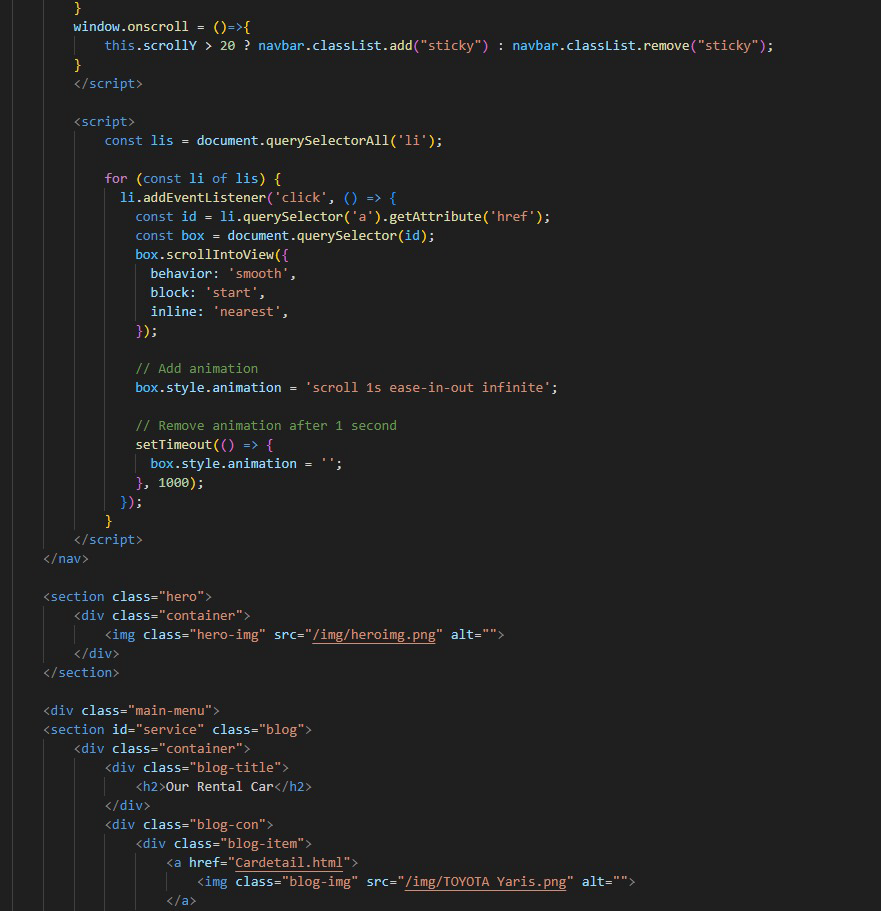 }
window.onscroll = ()=>{
this.scrollY > 20 ? navbar.classList.add("sticky") : navbar.classList.remove("sticky");
}
</script>
<script>
const lis = document.querySelectorAll('li');
for (const li of lis) {
li.addEventListener('click', () => {
const id = li.querySelector('a').getAttribute('href');
const box = document.querySelector(id);
box.scrollIntoView({
behavior: 'smooth',
block: 'start',
inline: 'nearest',
});
// Add animation
box.style.animation = 'scroll 1s ease-in-out infinite';
// Remove animation after 1 second
setTimeout(() => {
box.style.animation = '';
}, 1000);
});
}
</script>
</nav>
<section class="hero">
<div class="container">
<img class="hero-img" src="/img/heroimg.png" alt="">
</div>
</section>
<div class="main-menu">
<section id="service" class="blog">
<div class="container">
<div class="blog-title">
<h2>Our Rental Car</h2>
</div>
<div class="blog-con">
<div class="blog-item">
<a href="Cardetail.html">
<img class="blog-img" src="/img/TOYOTA Yaris.png" alt="">
</a>